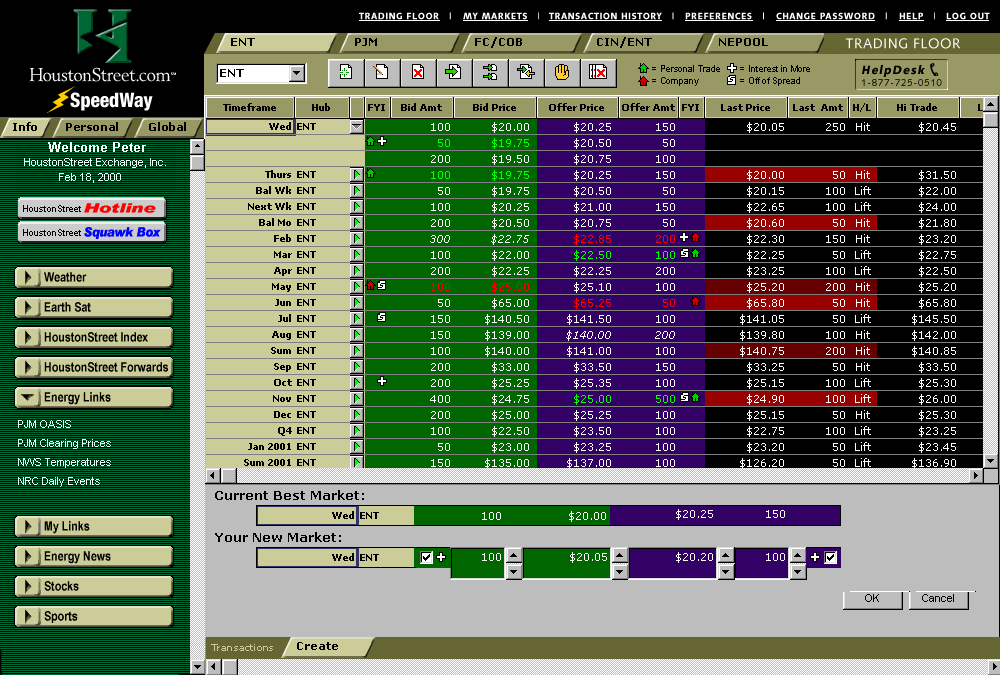 TRADING FLOOR | MY MARKETS | TRANSACTION HISTORY | PREFERENCES | CHANGE PASSWORD | HELP | LOG OUT
HoustonStreet.com™
SpeedWay
ENT PJM FC/COB CIN/ENT NEPOOL TRADING FLOOR
ENT
= Personal Trade = Interest in More
= Company = Off of Spread
HelpDesk
1-877-725-0510
Info Personal Global
Welcome Peter
HoustonStreet Exchange, Inc.
Feb 18, 2000
HoustonStreet Hotline
HoustonStreet Squawk Box
Weather
Earth Sat
HoustonStreet Index
HoustonStreet Forwards
Energy Links
PJM OASIS
PJM Clearing Prices
NWS Temperatures
NRC Daily Events
My Links
Energy News
Stocks
Sports
Timeframe Hub FYI Bid Amt Bid Price Offer Price Offer Amt FYI Last Price Last Amt H/L Hi Trade L
Wed ENT 100 $20.00 $20.25 150 $20.05 250 Hit $20.45
+ 50 $19.75 $20.50 50
200 $19.50 $20.75 100
Thurs ENT 100 $19.75 $20.25 150 $20.00 50 Hit $31.50
Bal Wk ENT 50 $19.75 $20.50 50 $20.15 100 Lift $22.00
Next Wk ENT 100 $20.25 $21.00 150 $22.65 100 Lift $24.00
Bal Mo ENT 200 $20.50 $20.75 50 $20.60 50 Hit $21.80
Feb ENT 300 $22.75 $22.85 200 + $22.30 150 Hit $23.20
Mar ENT 100 $22.00 $22.50 100 S $22.25 50 Lift $22.75
Apr ENT 200 $22.25 $22.25 200 $23.25 100 Lift $22.50
May ENT S 100 $25.00 $25.10 100 $25.20 200 Hit $25.20
Jun ENT 50 $65.00 $65.25 50 $65.80 50 Hit $65.80
Jul ENT S 150 $140.50 $141.50 100 $141.05 50 Lift $145.50
Aug ENT 150 $139.00 $140.00 200 $139.80 100 Hit $142.00
Sum ENT 100 $140.00 $141.00 100 $140.75 200 Hit $140.85
Sep ENT 200 $33.00 $33.50 150 $33.25 50 Hit $33.50
Oct ENT + 200 $25.25 $25.35 100 $25.15 100 Lift $25.30
Nov ENT 400 $24.75 $25.00 500 S $24.90 100 Lift $26.00
Dec ENT 200 $25.00 $25.25 100 $25.15 50 Hit $25.30
Q4 ENT 100 $22.50 $23.50 100 $22.75 100 Lift $23.25
Jan 2001 ENT 50 $23.00 $23.25 100 $23.20 50 Lift $23.45
Sum 2001 ENT 150 $135.00 $137.00 100 $126.20 50 Lift $136.90
Current Best Market:
Wed ENT 100 $20.00 $20.25 150
Your New Market:
Wed ENT + 100 $20.05 $20.20 100 +
OK Cancel
Transactions Create